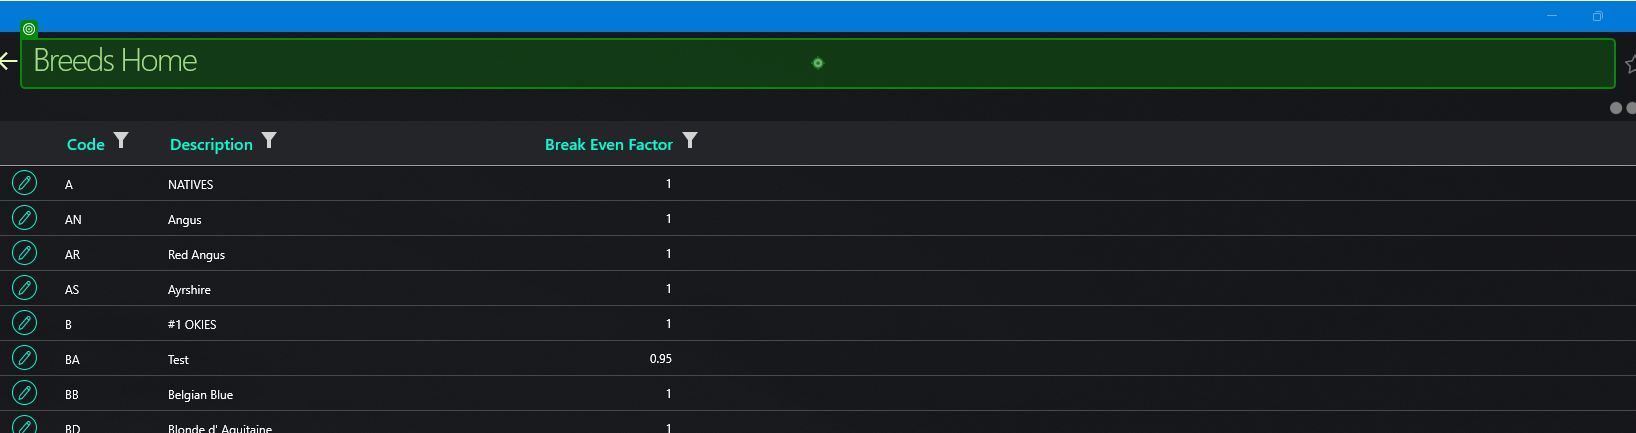 Breeds Home
Code Description Break Even Factor
A NATIVES 1
AN Angus 1
AR Red Angus 1
AS Ayrshire 1
B #1 OKIES 1
BA Test 0.95
BB Belgian Blue 1
BD Blonde d' Aquitaine 1